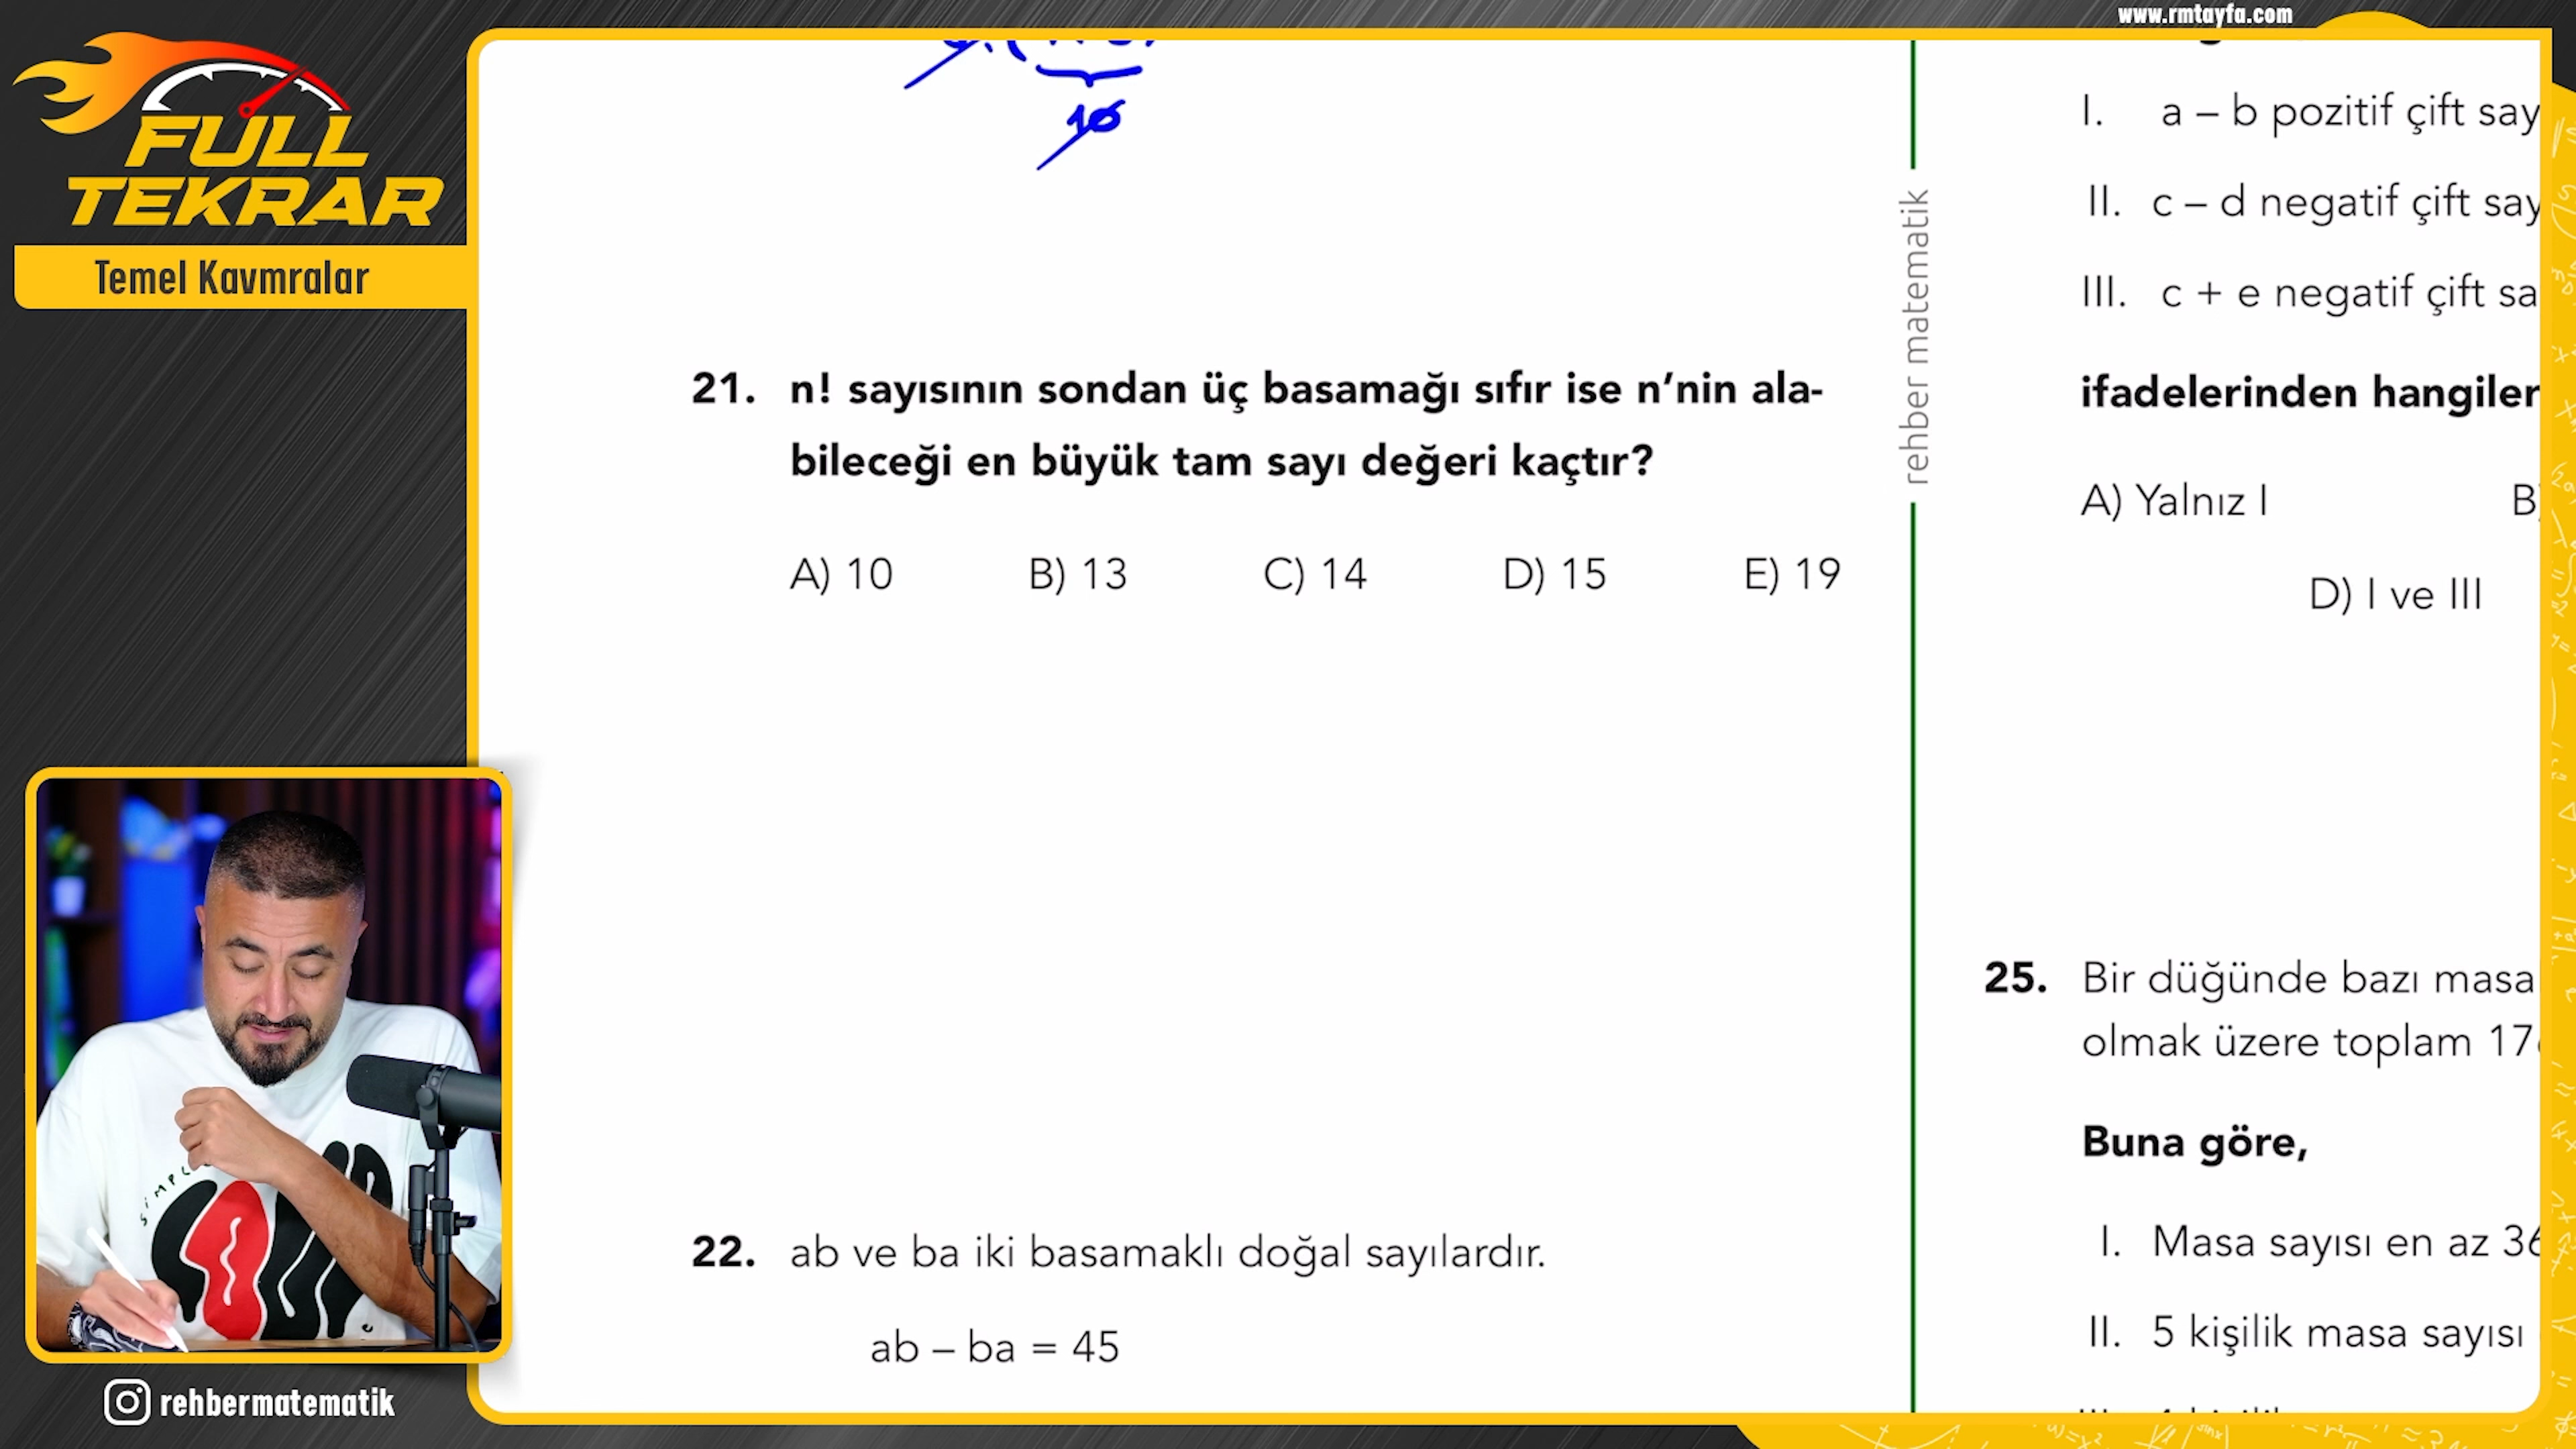 www.rmtayfa.com
FULL
TEKRAR
Temel Kavmralar
10
21. n! sayısının sondan üç basamağı sıfır ise n'nin ala-
bileceği en büyük tam sayı değeri kaçtır?
A) 10 B) 13 C) 14 D) 15 E) 19
22. ab ve ba iki basamaklı doğal sayılardır.
ab – ba = 45
rehber matematik
I. a – b pozitif çift say
II. c – d negatif çift say
III. c + e negatif çift sa
ifadelerinden hangiler
A) Yalnız I B)
D) I ve III
25. Bir düğünde bazı masa
olmak üzere toplam 17
Buna göre,
I. Masa sayısı en az 36
II. 5 kişilik masa sayısı
SiMPL
rehbermatematik